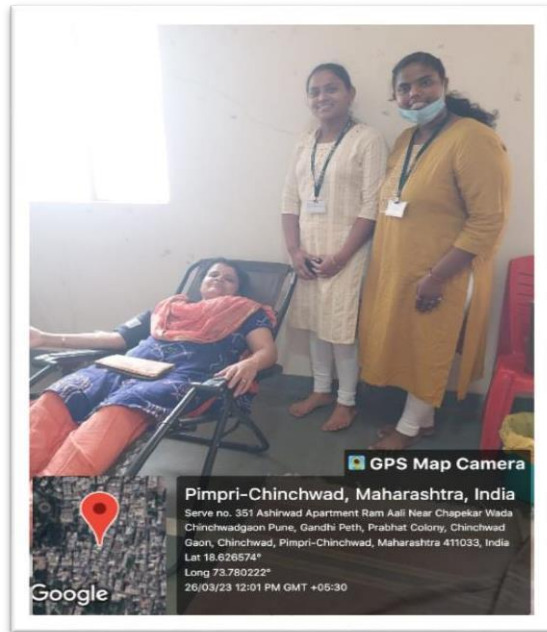 GPS Map Camera
Pimpri-Chinchwad, Maharashtra, India
Serve no. 351 Ashirwad Apartment Ram Aali Near Chapekar Wada
Chinchwadgaon Pune, Gandhi Peth, Prabhat Colony, Chinchwad
Gaon, Chinchwad, Pimpri-Chinchwad, Maharashtra 411033, India
Lat 18.626574°
Long 73.780222°
26/03/23 12:01 PM GMT +05:30
Google